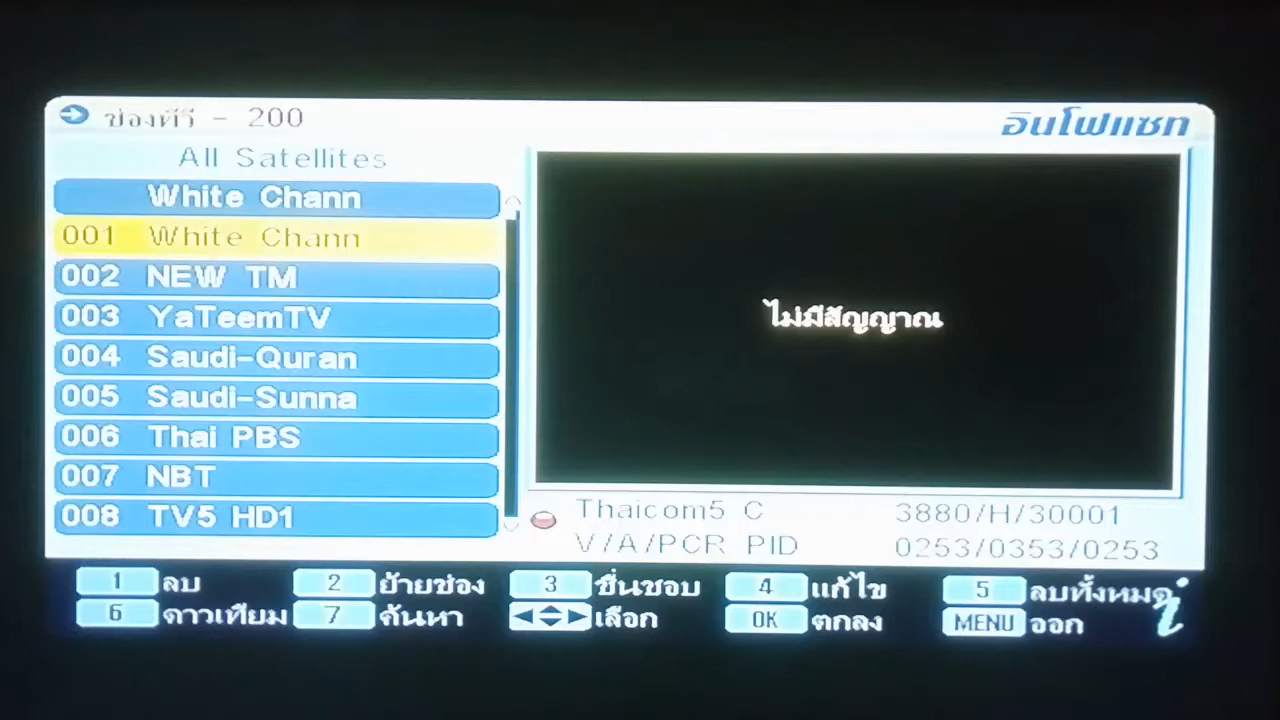 ช่องทีวี - 200
อินโฟแซท
All Satellites
White Chann
001 White Chann
002 NEW TM
003 YaTeemTV
004 Saudi-Quran
005 Saudi-Sunna
006 Thai PBS
007 NBT
008 TV5 HD1
ไม่มีสัญญาณ
Thaicom5 C 3880/H/30001
V/A/PCR PID 0253/0353/0253
1 ลบ 2 ย้ายช่อง 3 ชื่นชอบ 4 แก้ไข 5 ลบทั้งหมด
6 ดาวเทียม 7 ค้นหา เลือก OK ตกลง MENU ออก i